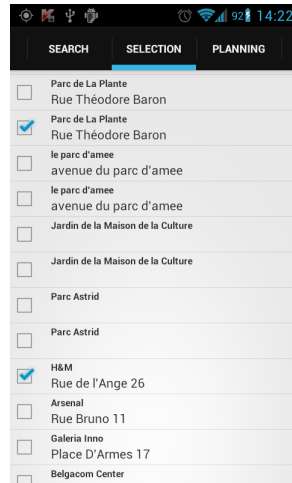 92 14:22
SEARCH SELECTION PLANNING
Parc de La Plante
Rue Théodore Baron
Parc de La Plante
Rue Théodore Baron
le parc d'amee
avenue du parc d'amee
le parc d'amee
avenue du parc d'amee
Jardin de la Maison de la Culture
Jardin de la Maison de la Culture
Parc Astrid
Parc Astrid
H&M
Rue de l'Ange 26
Arsenal
Rue Bruno 11
Galeria Inno
Place D'Armes 17
Belgacom Center